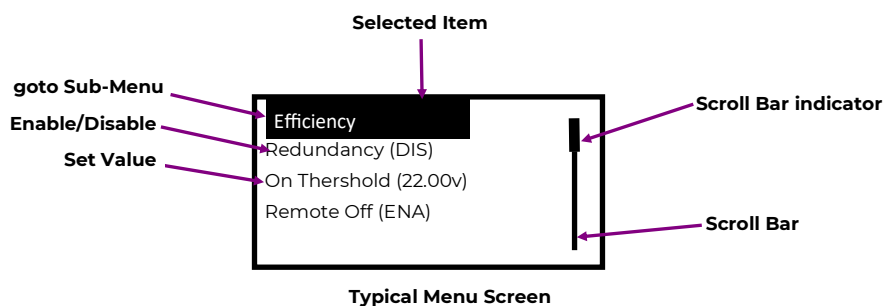 Selected Item
goto Sub-Menu
Efficiency
Scroll Bar indicator
Enable/Disable
Redundancy (DIS)
Set Value
On Thershold (22.00v)
Remote Off (ENA)
Scroll Bar
Typical Menu Screen